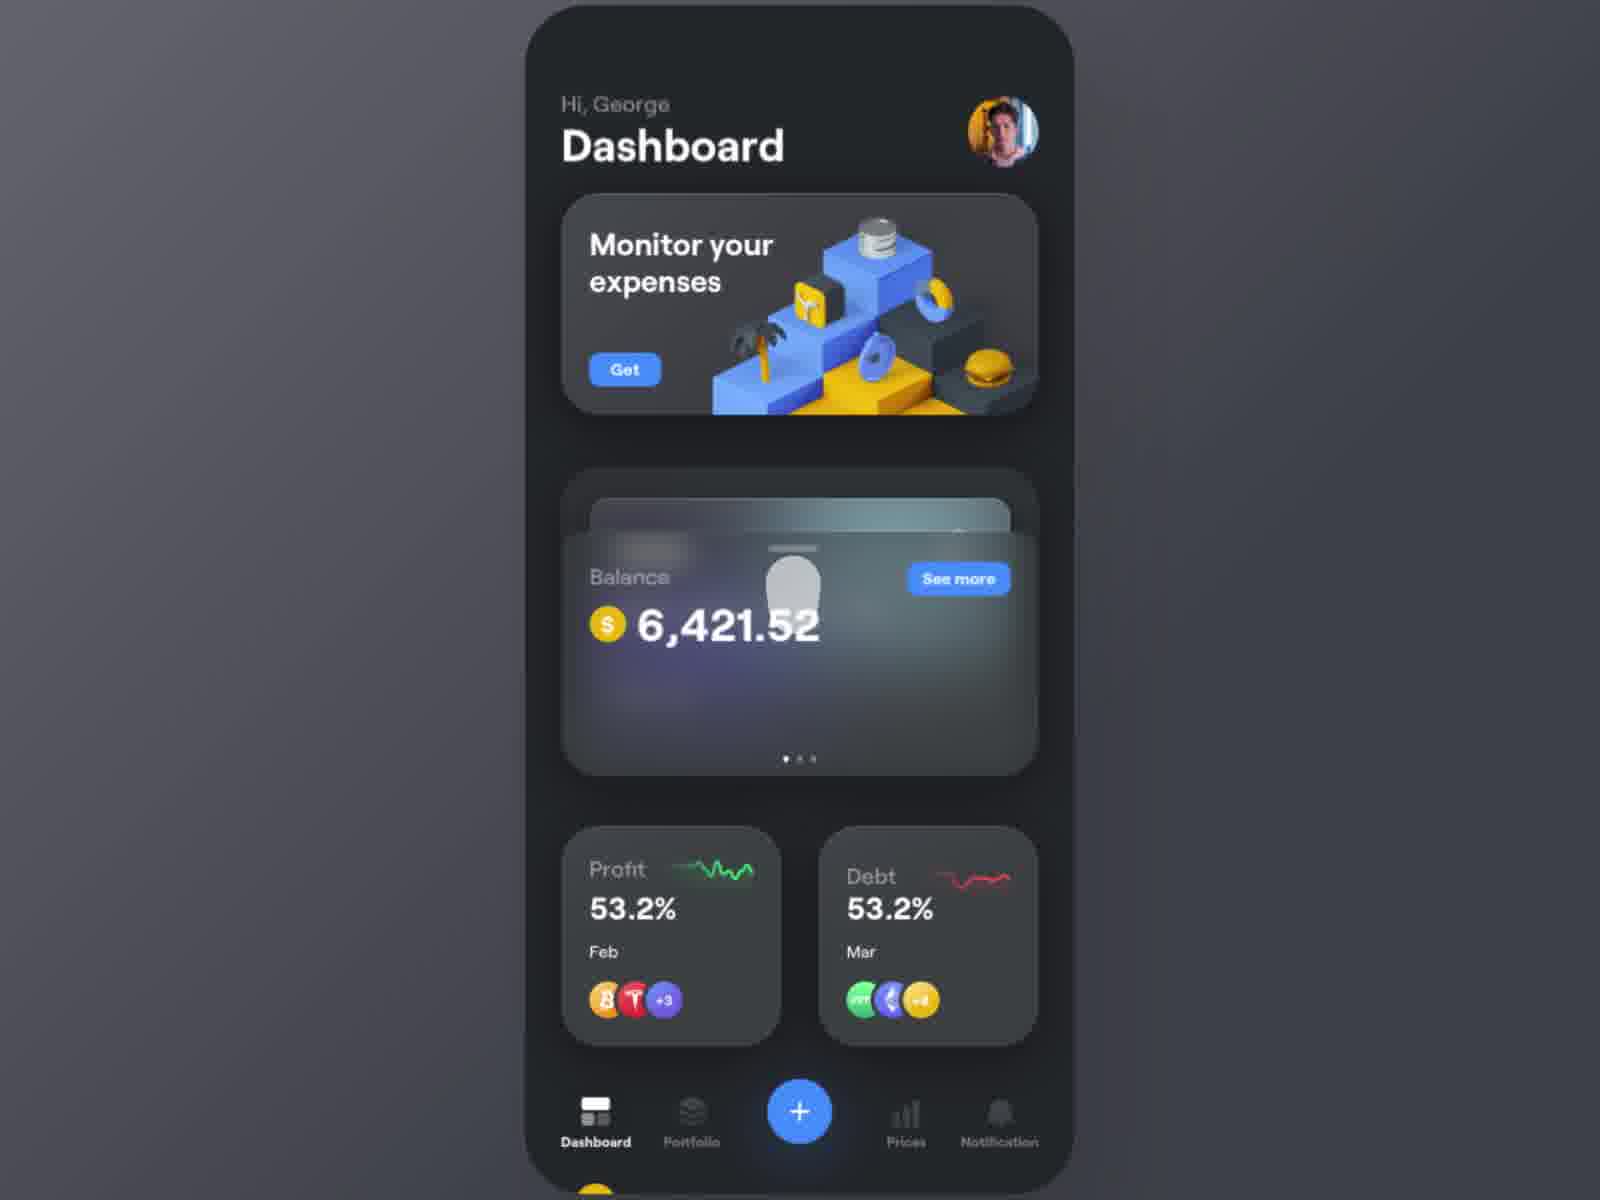 Hi, George
Dashboard
Monitor your
expenses
Get
Balance
See more
$ 6,421.52
Profit
53.2%
Feb
+3
Debt
53.2%
Mar
+
Dashboard
Portfolio
Prices
Notification